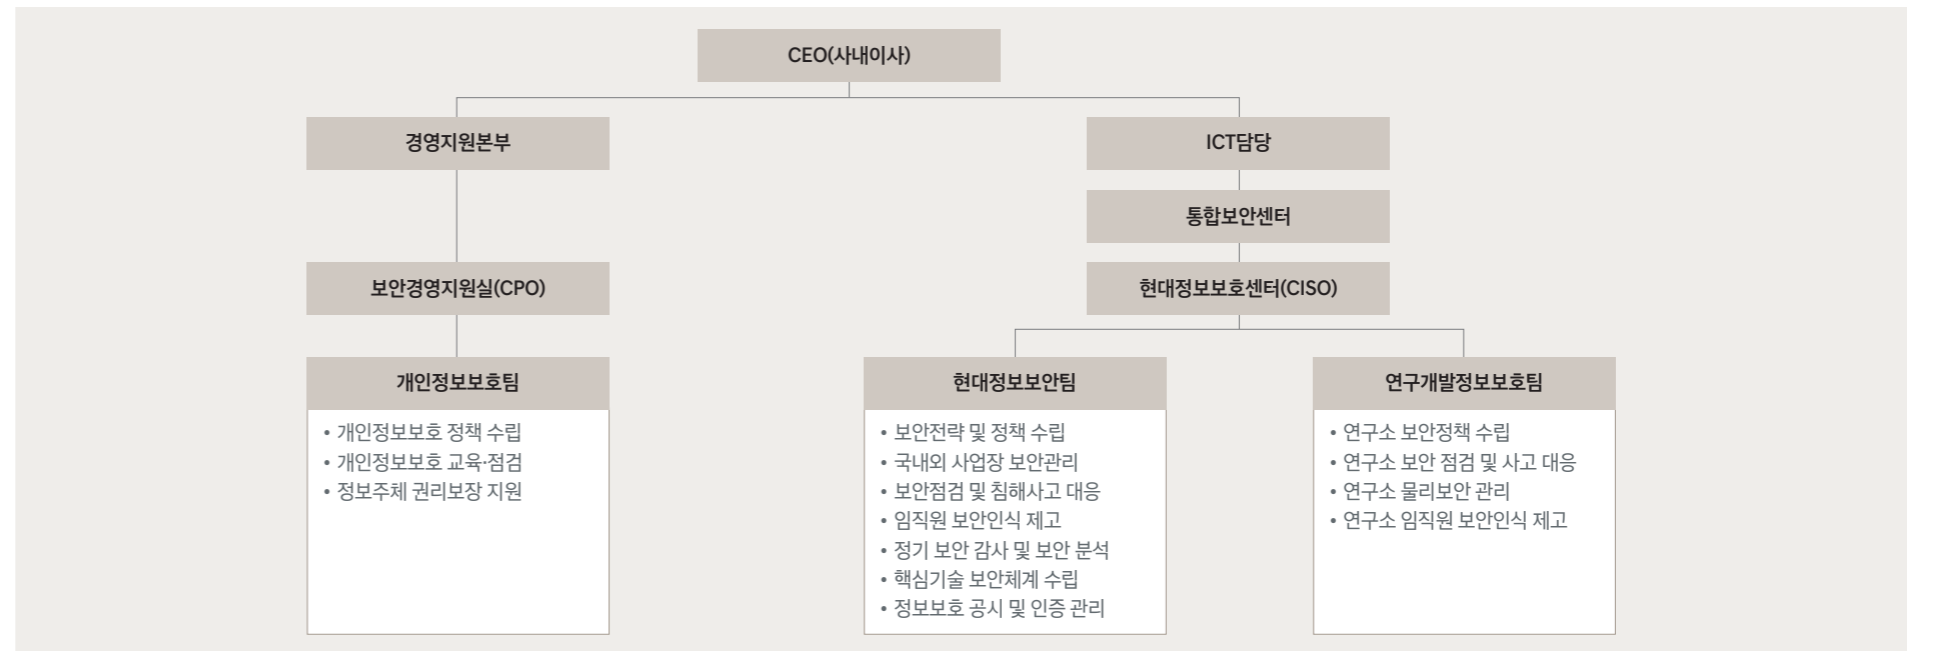 CEO(사내이사)
경영지원본부
ICT담당
통합보안센터
보안경영지원실(CPO)
현대정보보호센터(CISO)
개인정보보호팀
• 개인정보보호 정책 수립
• 개인정보보호 교육·점검
• 정보주체 권리보장 지원
현대정보보안팀
• 보안전략 및 정책 수립
• 국내외 사업장 보안관리
• 보안점검 및 침해사고 대응
• 임직원 보안인식 제고
• 정기 보안 감사 및 보안 분석
• 핵심기술 보안체계 수립
• 정보보호 공시 및 인증 관리
연구개발정보보호팀
• 연구소 보안정책 수립
• 연구소 보안 점검 및 사고 대응
• 연구소 물리보안 관리
• 연구소 임직원 보안인식 제고